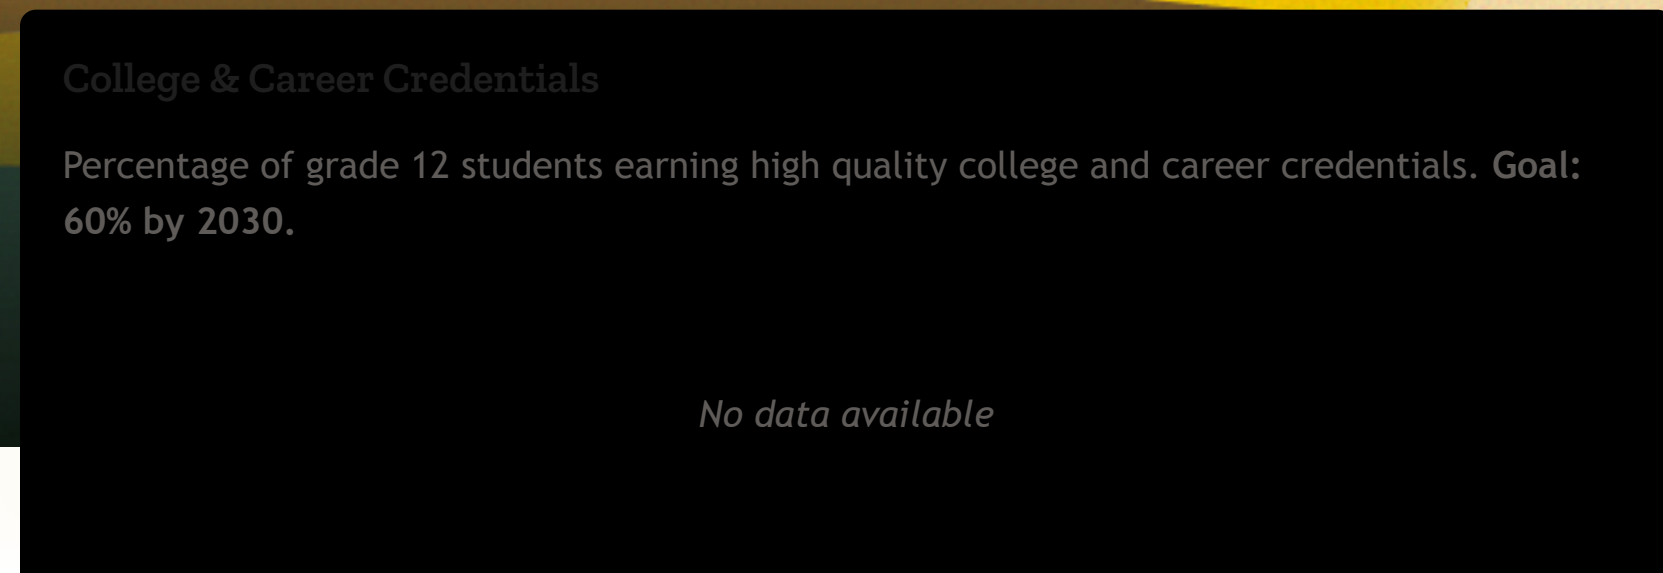 College & Career Credentials
Percentage of grade 12 students earning high quality college and career credentials. Goal:
60% by 2030.
No data available